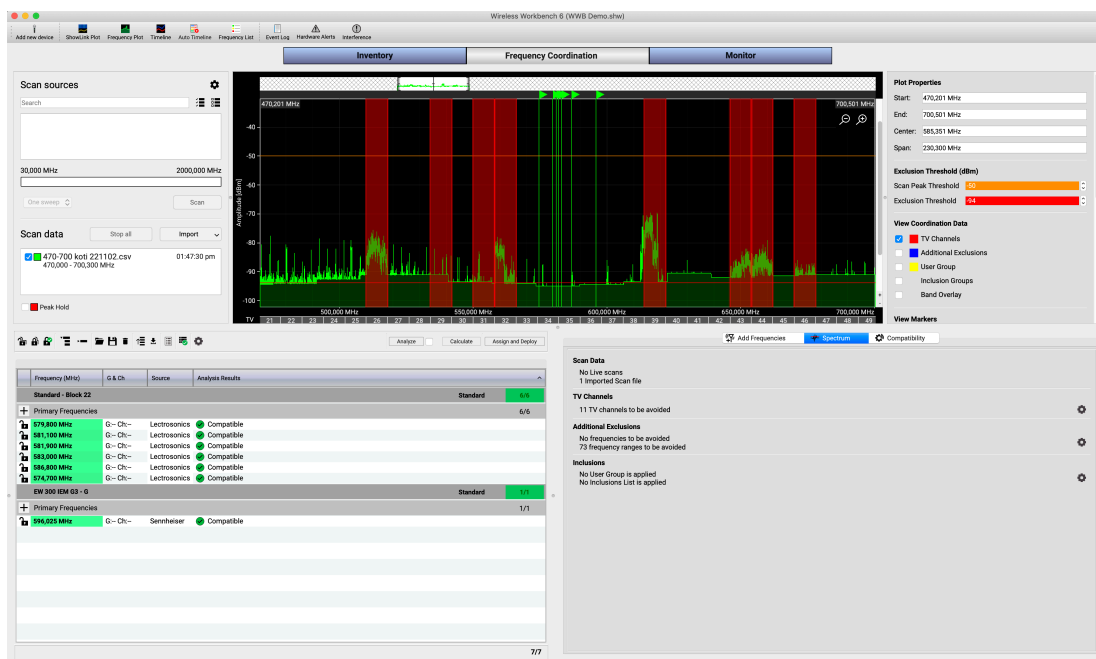 Wireless Workbench 6 (WWB Demo.shw)
Add new device ShowLink Plot Frequency Plot Timeline Auto Timeline Frequency List Event Log Hardware Alerts Interference
Inventory Frequency Coordination Monitor
Scan sources
Search
30,000 MHz 2000,000 MHz
One sweep Scan
Scan data Stop all Import
470-700 koti 221102.csv 01:47:30 pm
470,000 - 700,300 MHz
Peak Hold
470,201 MHz 700,501 MHz
Amplitude [dBm]
-40
-50
-60
-70
-80
-90
-100
500,000 MHz 550,000 MHz 600,000 MHz 650,000 MHz 700,000 MHz
TV 21 22 23 24 25 26 27 28 29 30 31 32 33 34 35 36 37 38 39 40 41 42 43 44 45 46 47 48 49
Plot Properties
Start: 470,201 MHz
End: 700,501 MHz
Center: 585,351 MHz
Span: 230,300 MHz
Exclusion Threshold (dBm)
Scan Peak Threshold -50
Exclusion Threshold -94
View Coordination Data
TV Channels
Additional Exclusions
User Group
Inclusion Groups
Band Overlay
View Markers
Analyze Calculate Assign and Deploy
Frequency (MHz) G & Ch Source Analysis Results
Standard - Block 22 Standard 6/6
Primary Frequencies 6/6
579,800 MHz G:-- Ch:-- Lectrosonics Compatible
581,100 MHz G:-- Ch:-- Lectrosonics Compatible
581,900 MHz G:-- Ch:-- Lectrosonics Compatible
583,000 MHz G:-- Ch:-- Lectrosonics Compatible
586,800 MHz G:-- Ch:-- Lectrosonics Compatible
574,700 MHz G:-- Ch:-- Lectrosonics Compatible
EW 300 IEM G3 - G Standard 1/1
Primary Frequencies 1/1
596,025 MHz G:-- Ch:-- Sennheiser Compatible
7/7
Add Frequencies Spectrum Compatibility
Scan Data
No Live scans
1 Imported Scan file
TV Channels
11 TV channels to be avoided
Additional Exclusions
No frequencies to be avoided
73 frequency ranges to be avoided
Inclusions
No User Group is applied
No Inclusions List is applied